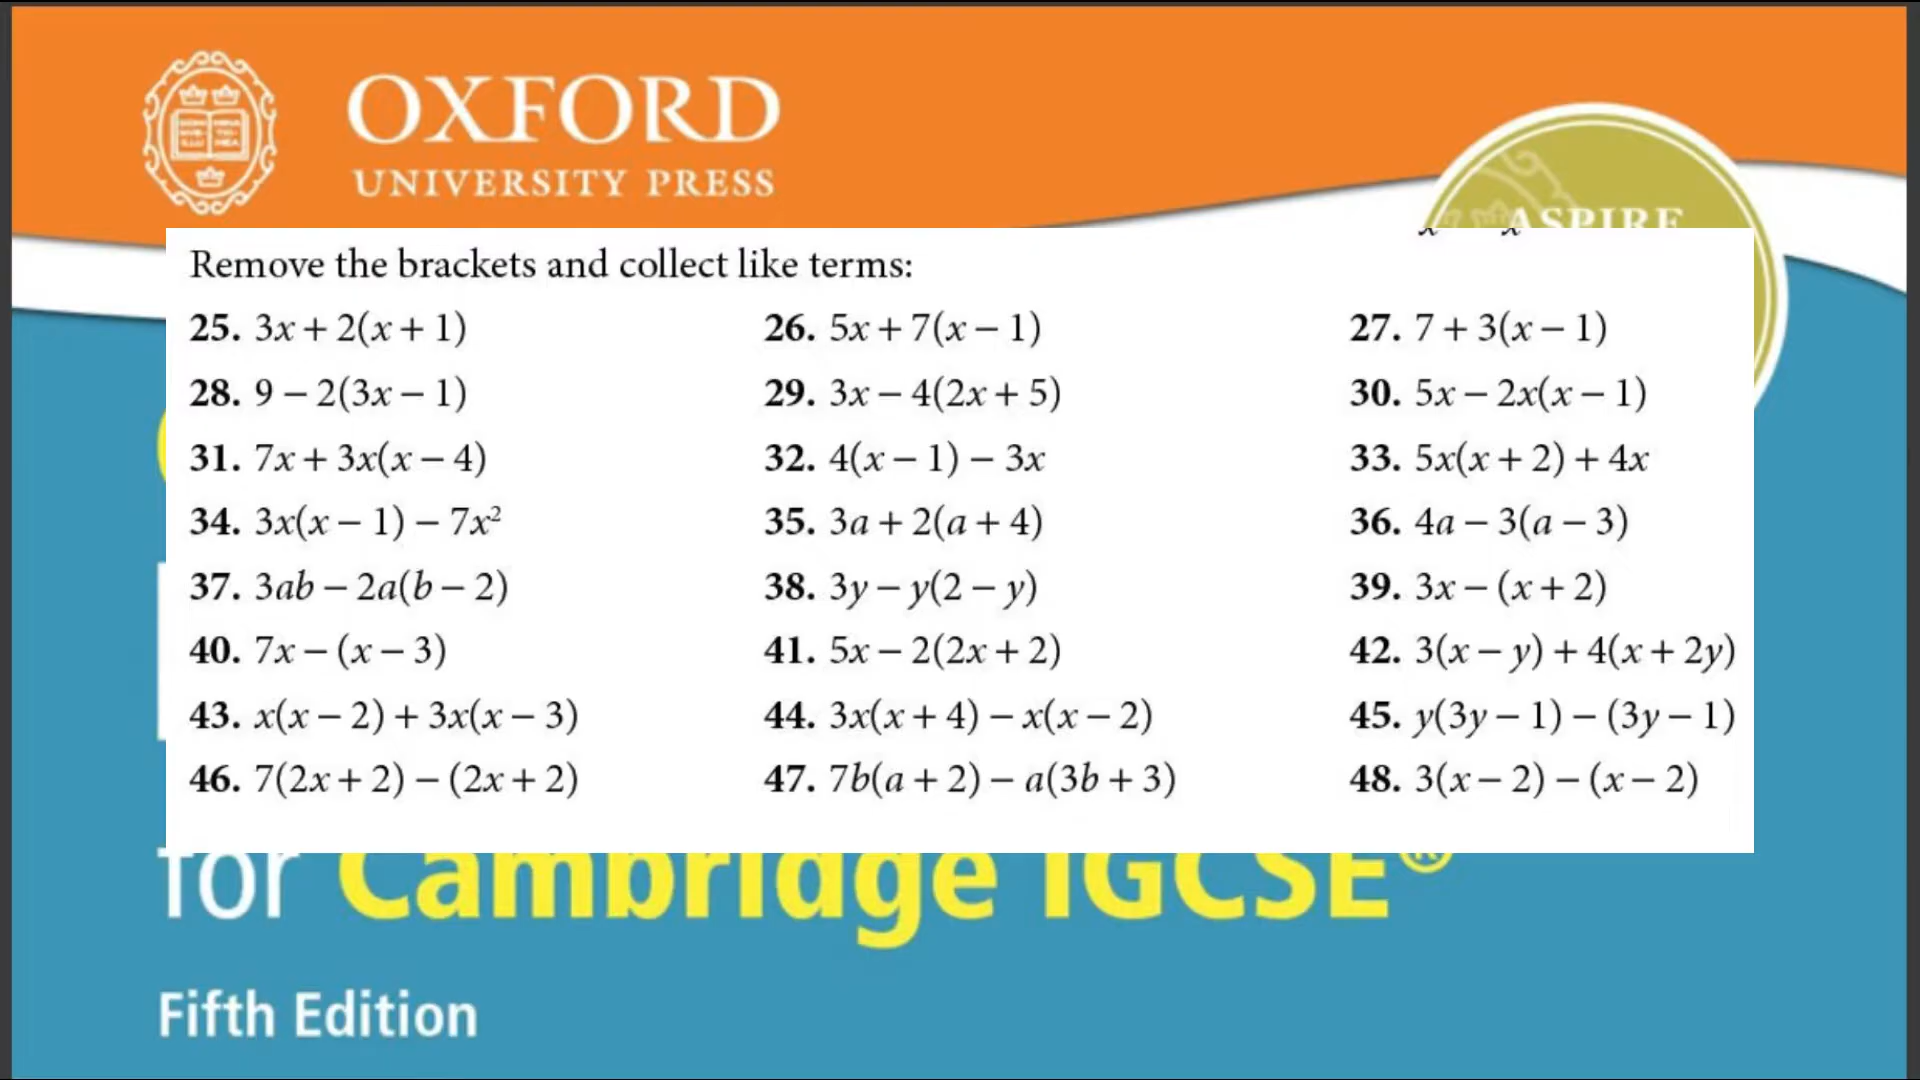 OXFORD
UNIVERSITY PRESS
ASPIRE
Remove the brackets and collect like terms:
25. 3x + 2(x + 1) 26. 5x + 7(x − 1) 27. 7 + 3(x − 1)
28. 9 − 2(3x − 1) 29. 3x − 4(2x + 5) 30. 5x − 2x(x − 1)
31. 7x + 3x(x − 4) 32. 4(x − 1) − 3x 33. 5x(x + 2) + 4x
34. 3x(x − 1) − 7x² 35. 3a + 2(a + 4) 36. 4a − 3(a − 3)
37. 3ab − 2a(b − 2) 38. 3y − y(2 − y) 39. 3x − (x + 2)
40. 7x − (x − 3) 41. 5x − 2(2x + 2) 42. 3(x − y) + 4(x + 2y)
43. x(x − 2) + 3x(x − 3) 44. 3x(x + 4) − x(x − 2) 45. y(3y − 1) − (3y − 1)
46. 7(2x + 2) − (2x + 2) 47. 7b(a + 2) − a(3b + 3) 48. 3(x − 2) − (x − 2)
for Cambridge IGCSE®
Fifth Edition